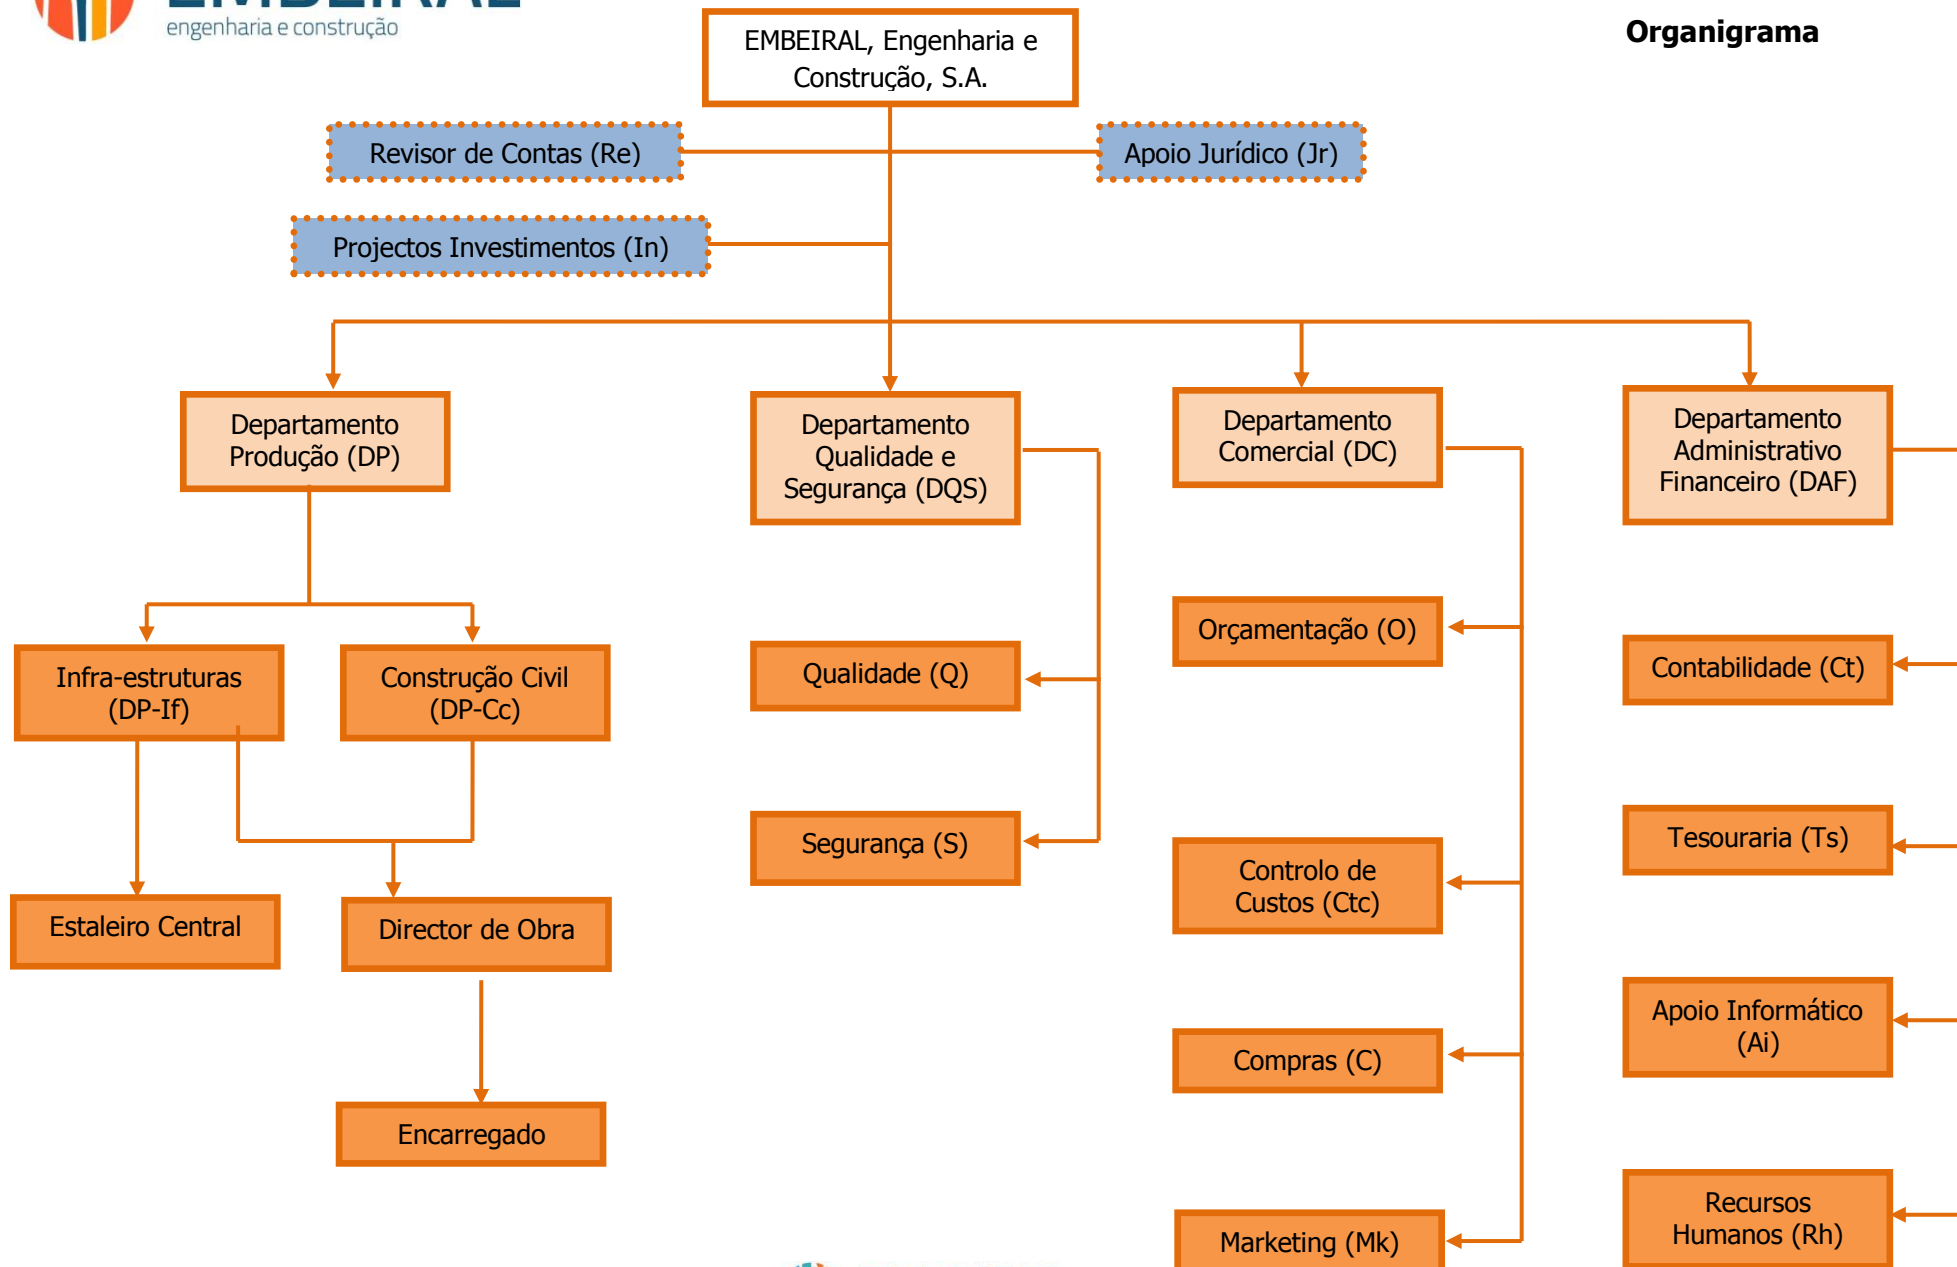 EMBEIRAL
engenharia e construção
Organigrama
EMBEIRAL, Engenharia e
Construção, S.A.
Revisor de Contas (Re)
Apoio Jurídico (Jr)
Projectos Investimentos (In)
Departamento
Produção (DP)
Departamento
Qualidade e
Segurança (DQS)
Departamento
Comercial (DC)
Departamento
Administrativo
Financeiro (DAF)
Infra-estruturas
(DP-If)
Construção Civil
(DP-Cc)
Qualidade (Q)
Orçamentação (O)
Contabilidade (Ct)
Segurança (S)
Controlo de
Custos (Ctc)
Tesouraria (Ts)
Estaleiro Central
Director de Obra
Compras (C)
Apoio Informático
(Ai)
Encarregado
Marketing (Mk)
Recursos
Humanos (Rh)